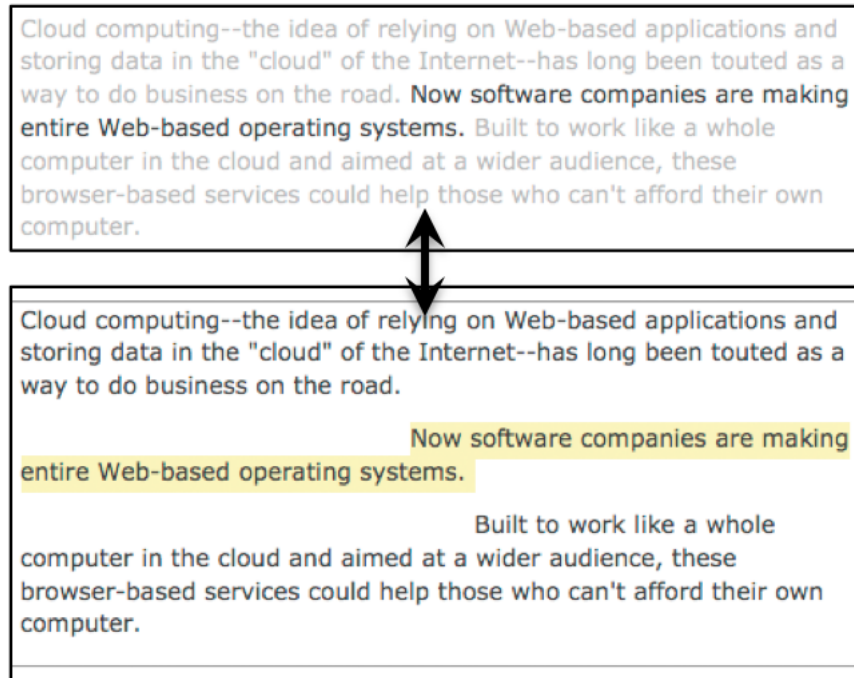 Cloud computing--the idea of relying on Web-based applications and
storing data in the "cloud" of the Internet--has long been touted as a
way to do business on the road. Now software companies are making
entire Web-based operating systems. Built to work like a whole
computer in the cloud and aimed at a wider audience, these
browser-based services could help those who can't afford their own
computer.
Cloud computing--the idea of relying on Web-based applications and
storing data in the "cloud" of the Internet--has long been touted as a
way to do business on the road.
Now software companies are making
entire Web-based operating systems.
Built to work like a whole
computer in the cloud and aimed at a wider audience, these
browser-based services could help those who can't afford their own
computer.